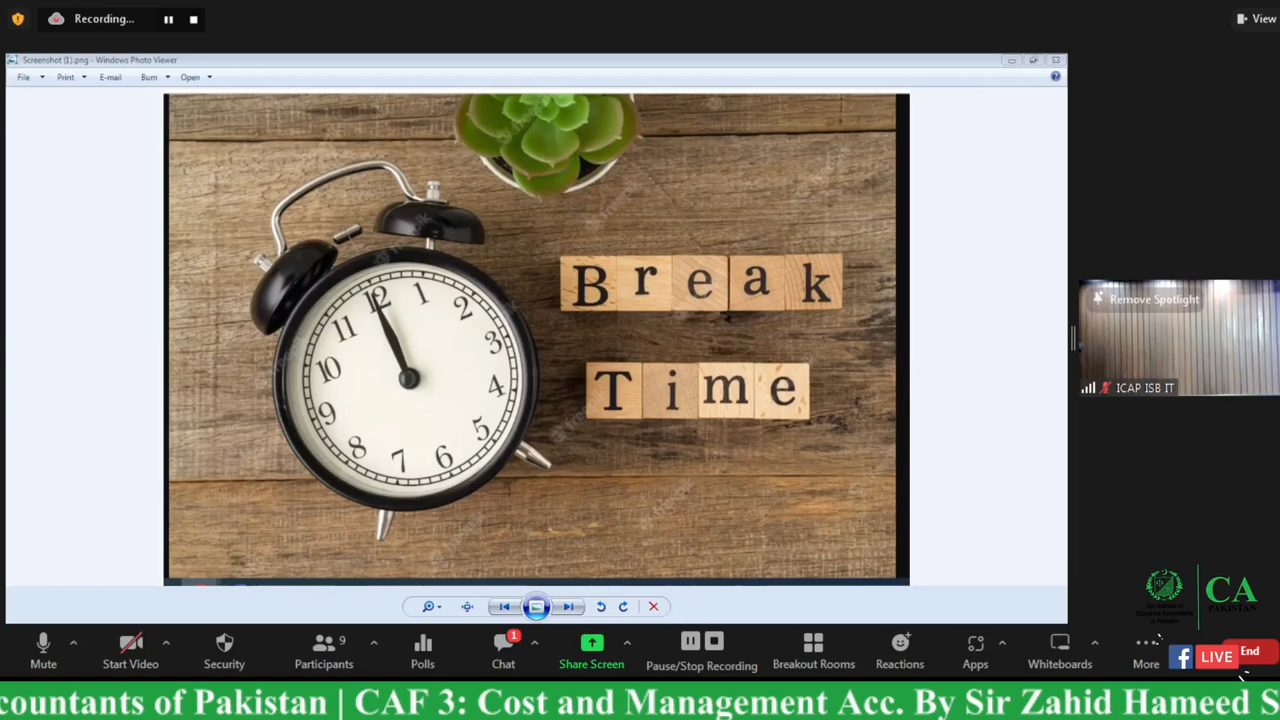 Recording...
View
Screenshot (1).png - Windows Photo Viewer
File Print E-mail Burn Open
12
1
2
3
4
5
6
7
8
9
10
11
Break
Time
Remove Spotlight
ICAP ISB IT
CA
PAKISTAN
9
1
Mute Start Video Security Participants Polls Chat Share Screen Pause/Stop Recording Breakout Rooms Reactions Apps Whiteboards More LIVE End
countants of Pakistan | CAF 3: Cost and Management Acc. By Sir Zahid Hameed S